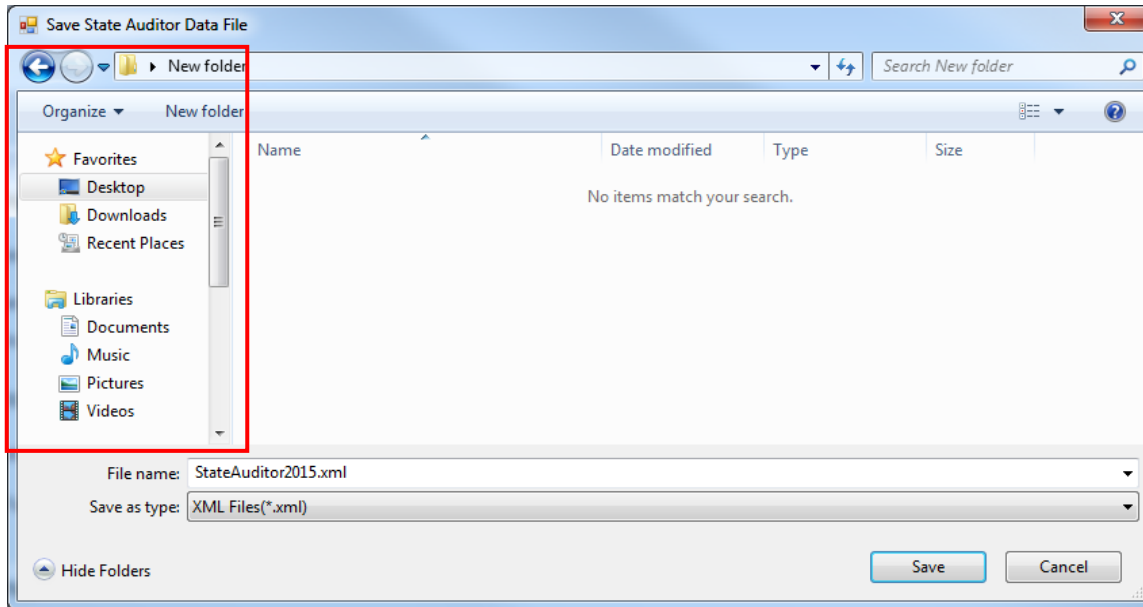 Save State Auditor Data File
New folder
Search New folder
Organize
New folder
Name
Date modified
Type
Size
Favorites
Desktop
Downloads
Recent Places
Libraries
Documents
Music
Pictures
Videos
No items match your search.
File name: StateAuditor2015.xml
Save as type: XML Files(*.xml)
Hide Folders
Save
Cancel